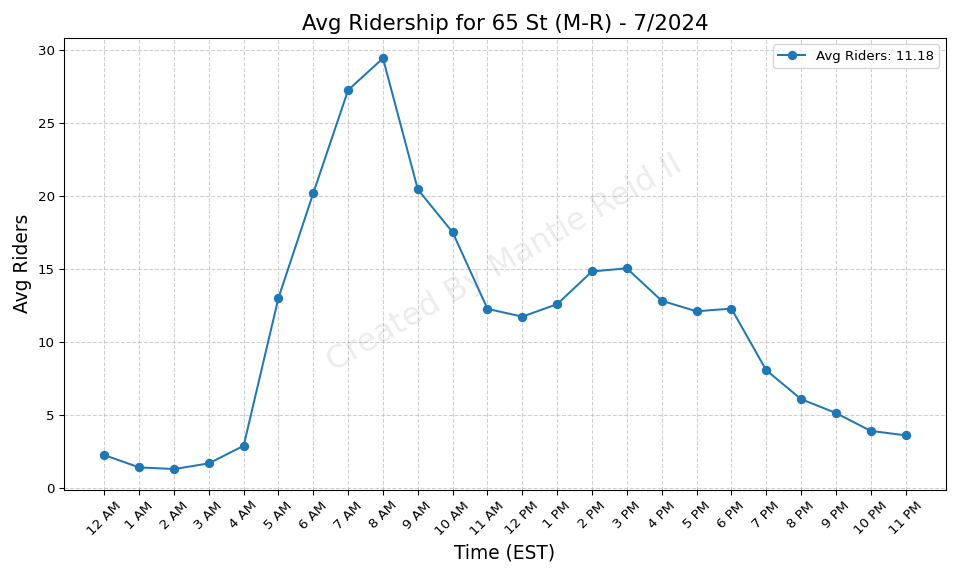 Avg Ridership for 65 St (M-R) - 7/2024
Avg Riders: 11.18
Avg Riders
30
25
20
15
10
5
0
Created By Mantie Reid II
12 AM
1 AM
2 AM
3 AM
4 AM
5 AM
6 AM
7 AM
8 AM
9 AM
10 AM
11 AM
12 PM
1 PM
2 PM
3 PM
4 PM
5 PM
6 PM
7 PM
8 PM
9 PM
10 PM
11 PM
Time (EST)